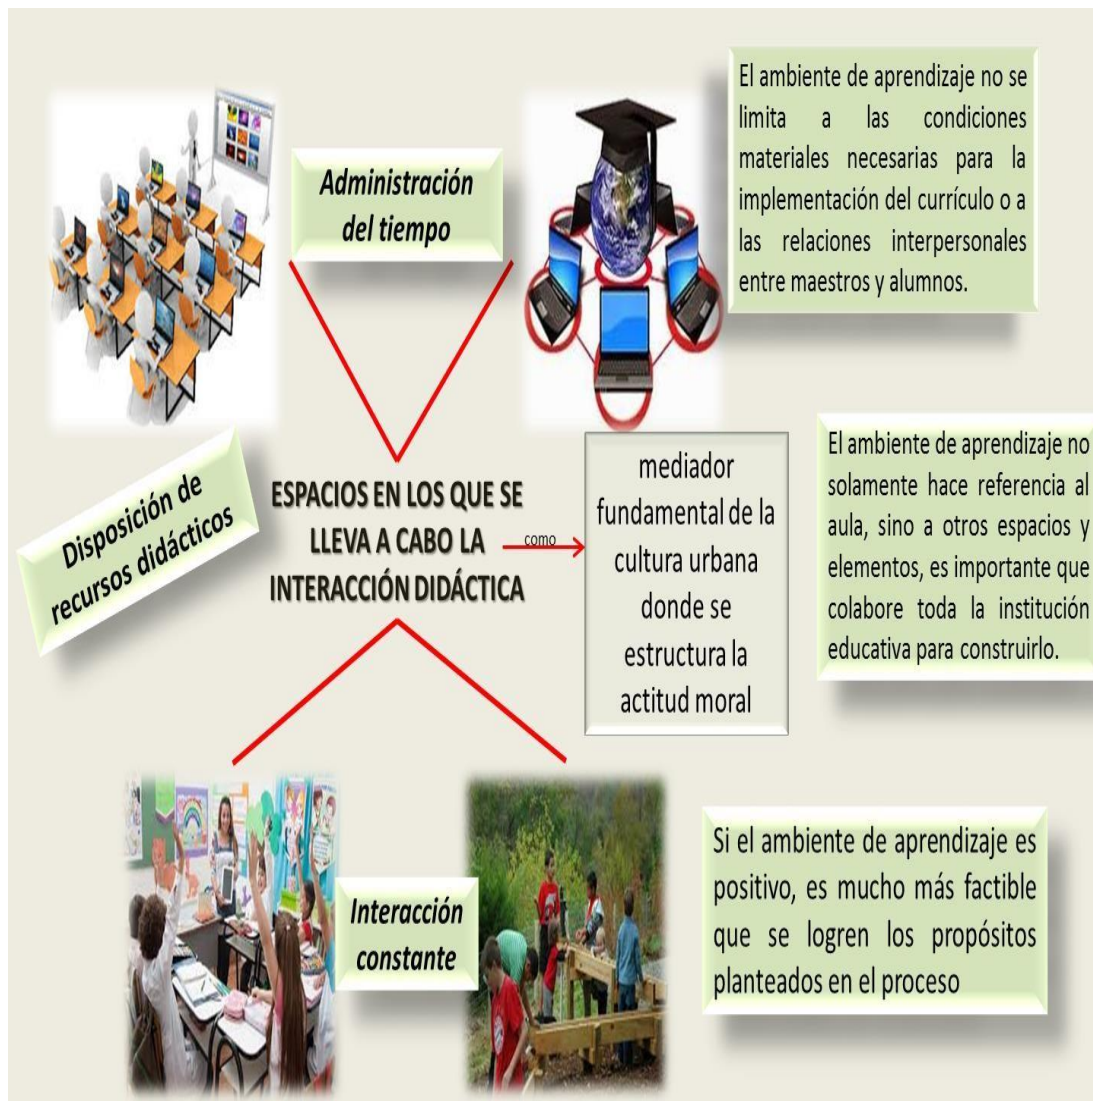 Administración
del tiempo
El ambiente de aprendizaje no se
limita a las condiciones
materiales necesarias para la
implementación del currículo o a
las relaciones interpersonales
entre maestros y alumnos.
Disposición de
recursos didácticos
ESPACIOS EN LOS QUE SE
LLEVA A CABO LA
INTERACCIÓN DIDÁCTICA
como
mediador
fundamental de la
cultura urbana
donde se
estructura la
actitud moral
El ambiente de aprendizaje no
solamente hace referencia al
aula, sino a otros espacios y
elementos, es importante que
colabore toda la institución
educativa para construirlo.
Interacción
constante
Si el ambiente de aprendizaje es
positivo, es mucho más factible
que se logren los propósitos
planteados en el proceso